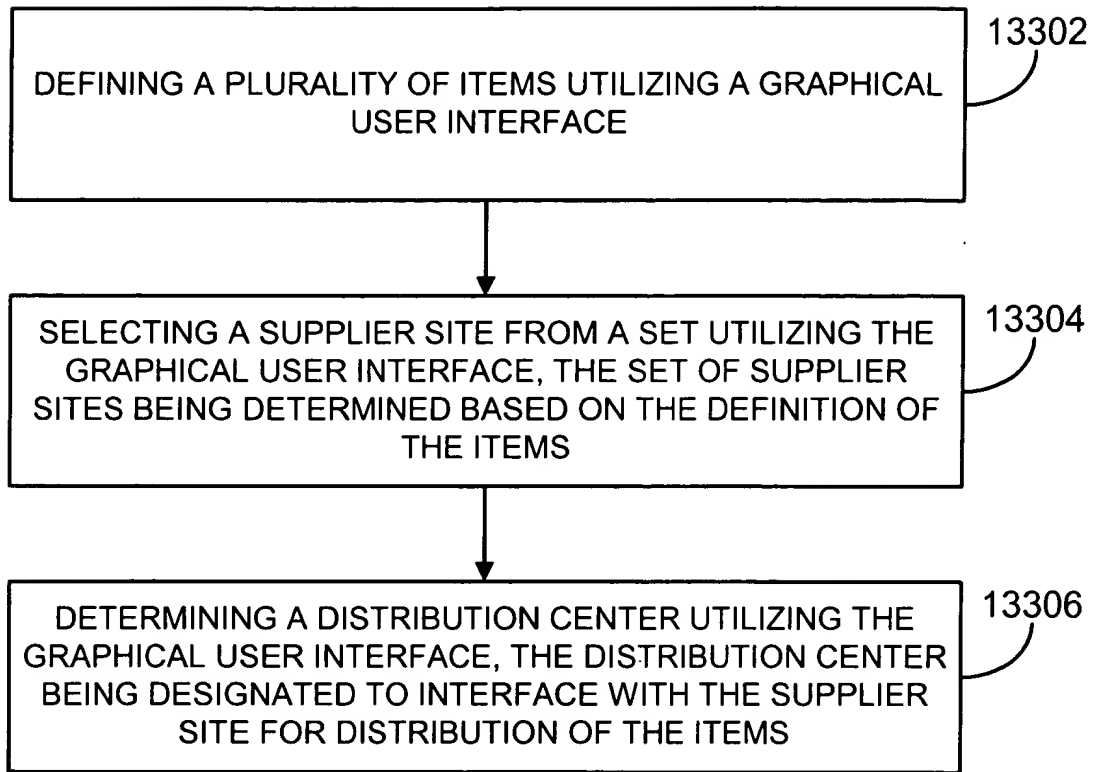 13302
DEFINING A PLURALITY OF ITEMS UTILIZING A GRAPHICAL
USER INTERFACE
13304
SELECTING A SUPPLIER SITE FROM A SET UTILIZING THE
GRAPHICAL USER INTERFACE, THE SET OF SUPPLIER
SITES BEING DETERMINED BASED ON THE DEFINITION OF
THE ITEMS
13306
DETERMINING A DISTRIBUTION CENTER UTILIZING THE
GRAPHICAL USER INTERFACE, THE DISTRIBUTION CENTER
BEING DESIGNATED TO INTERFACE WITH THE SUPPLIER
SITE FOR DISTRIBUTION OF THE ITEMS